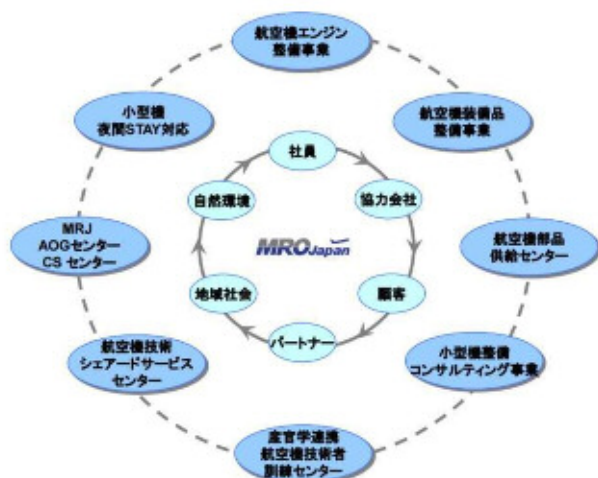 航空機エンジン
整備事業
航空機装備品
整備事業
航空機部品
供給センター
小型機整備
コンサルティング事業
産官学連携
航空機技術者
訓練センター
航空機技術
シェアードサービス
センター
MRJ
AOGセンター
CS センター
小型機
夜間STAY対応
社員
協力会社
顧客
パートナー
地域社会
自然環境
MRO Japan